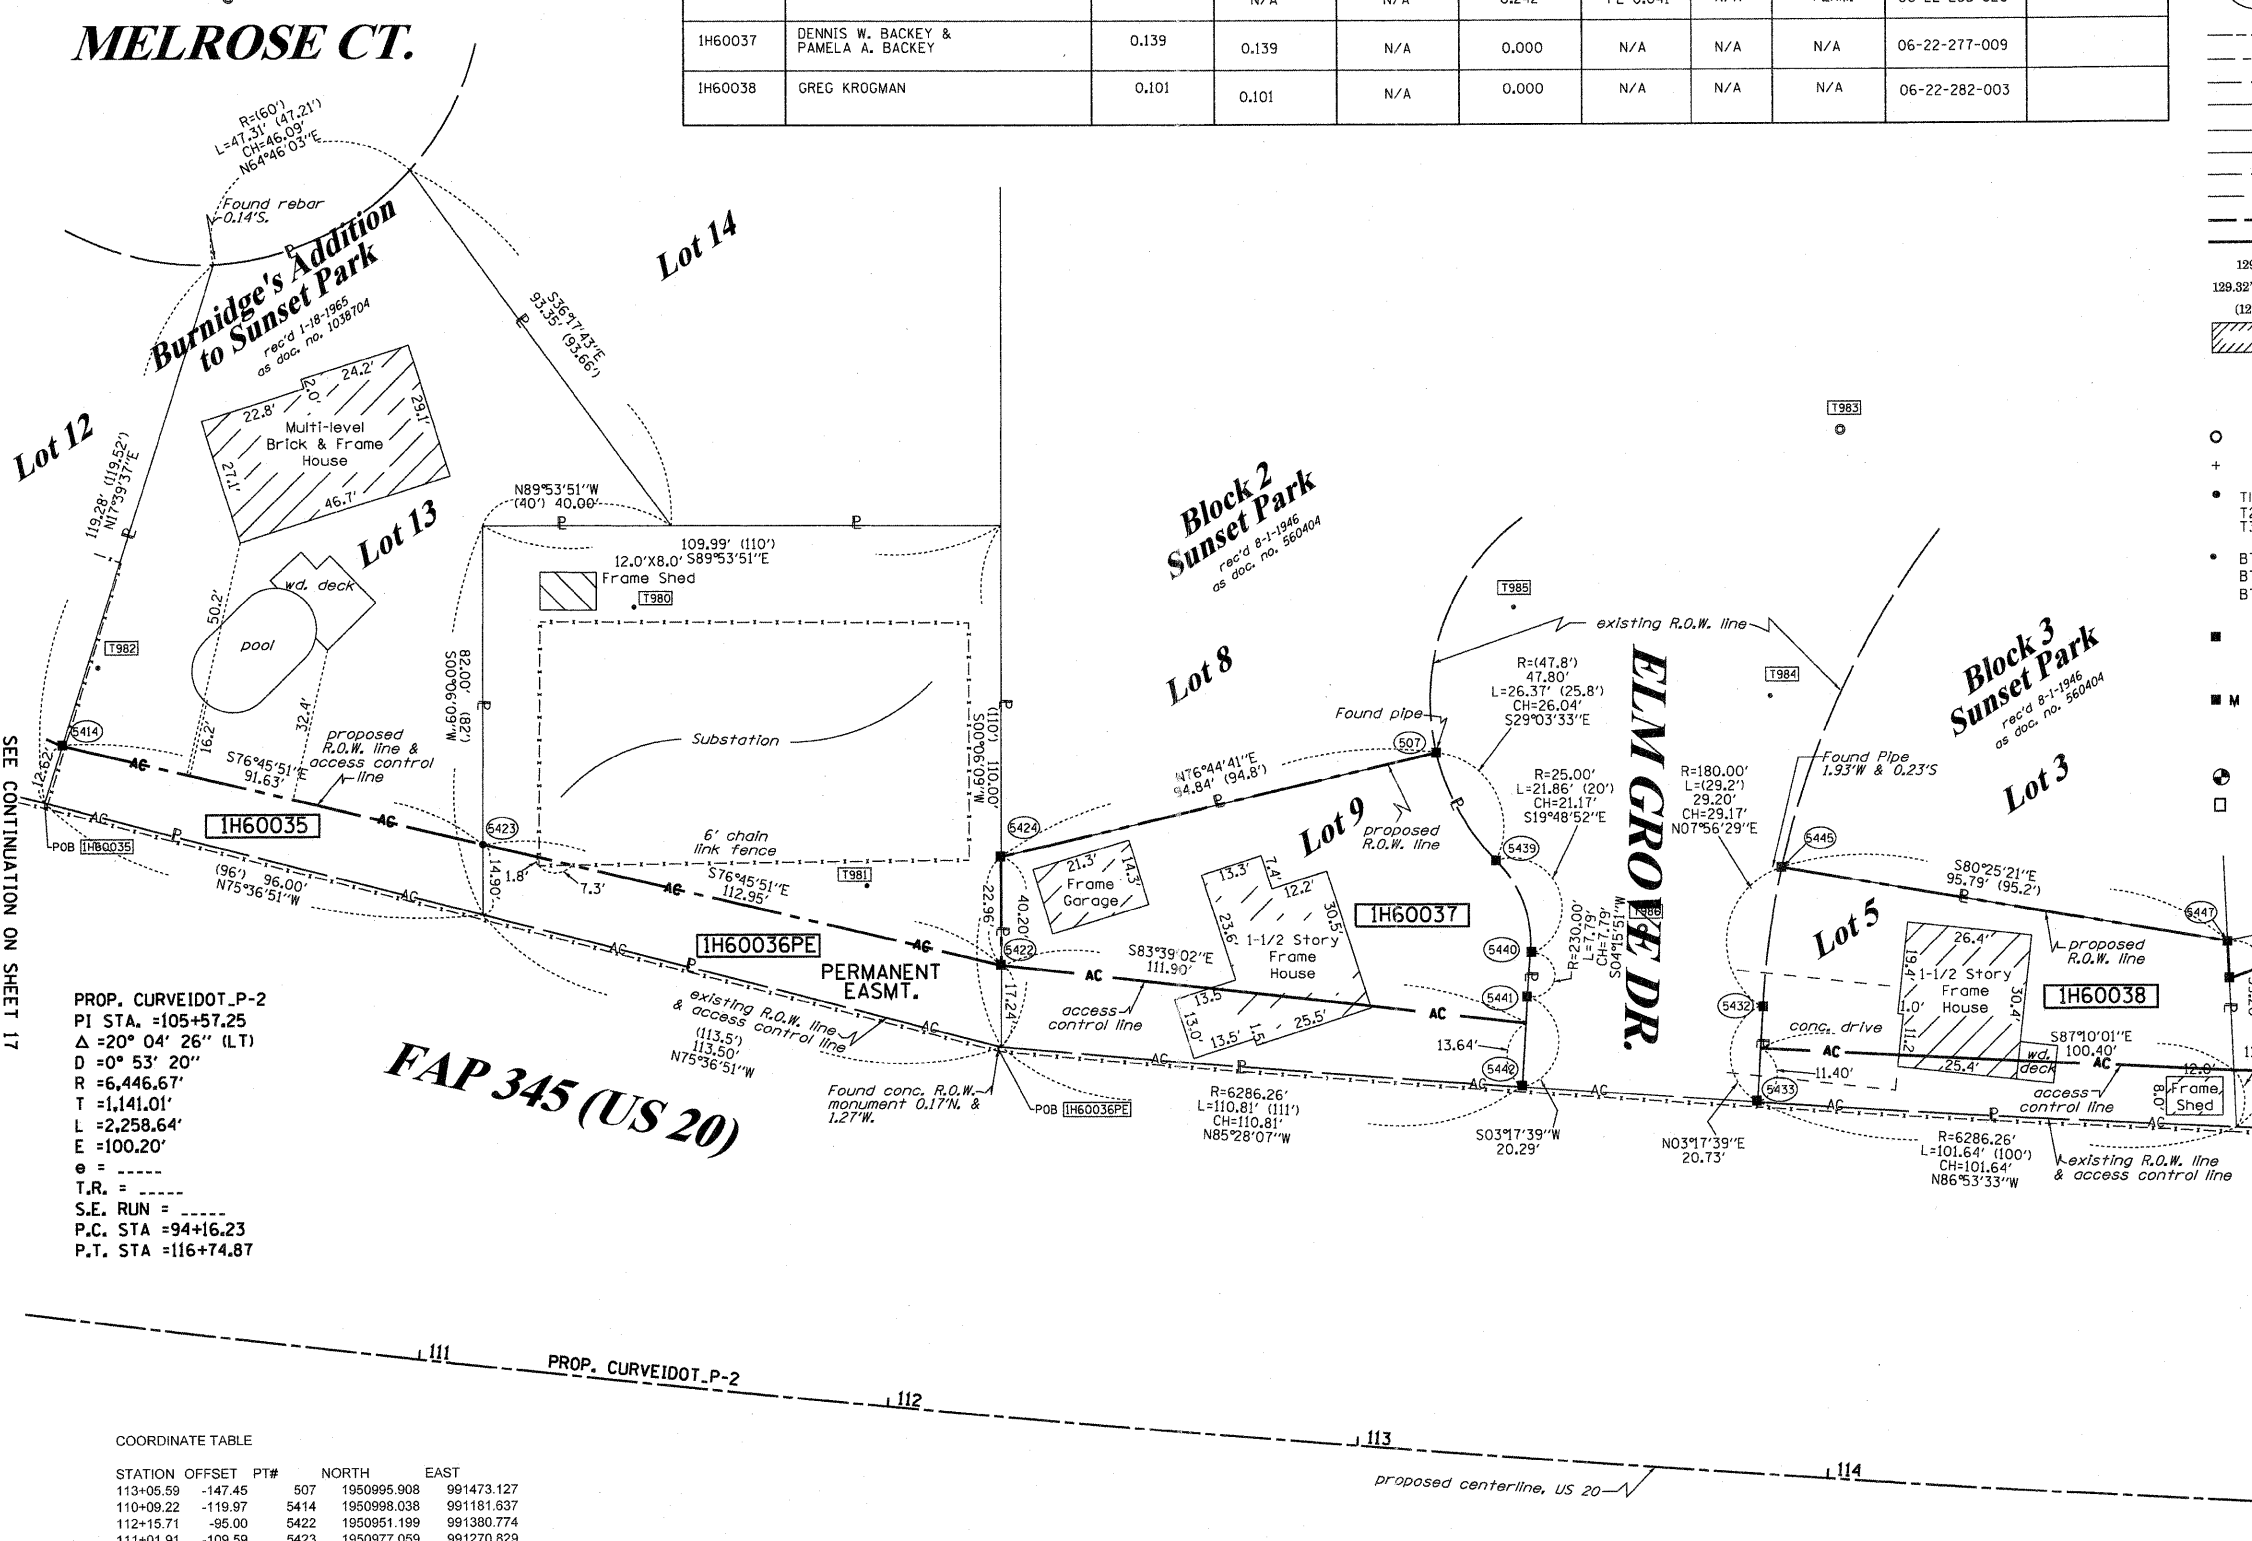 MELROSE CT.
N/A N/A 0.242 N/A
1H60037 DENNIS W. BACKEY & PAMELA A. BACKEY 0.139 0.139 N/A 0.000 N/A N/A N/A 06-22-277-009
1H60038 GREG KROGMAN 0.101 0.101 N/A 0.000 N/A N/A N/A 06-22-282-003
R=(60')
L=47.31' (47.21')
CH=46.09'
N64°46'03"E
Found rebar
0.14'S.
Burnidge's Addition
to Sunset Park
rec'd 1-18-1965
as doc. no. 1038704
Lot 14
S36°17'43"E
93.35' (93.66')
Lot 12
119.28' (119.52')
N17°39'37"E
22.8'
2.0'
24.2'
29.1'
27.1'
46.7'
Multi-level
Brick & Frame
House
Lot 13
N89°53'51"W
(40') 40.00'
109.99' (110')
S89°53'51"E
12.0'X8.0'
Frame Shed
T980
wd. deck
pool
50.2'
16.2'
32.4'
T982
82.00' (82')
S00°06'09"W
Substation
(110') 110.00'
S00°06'09"W
5414
12.62'
S76°45'51"E
91.63'
proposed
R.O.W. line &
access control
line
AC AC
1H60035
POB 1H60035
(96') 96.00'
N75°36'51"W
5423
14.90'
1.8'
7.3'
6' chain
link fence
S76°45'51"E
112.95'
T981
1H60036PE
PERMANENT
EASMT.
existing R.O.W. line
& access control line
(113.5')
113.50'
N75°36'51"W
Found conc. R.O.W.
monument 0.17'N. &
1.27'W.
POB 1H60036PE
17.24'
22.96'
40.20'
5424
5422
Block 2
Sunset Park
rec'd 8-1-1946
as doc. no. 560404
Lot 8
N76°44'41"E
94.84' (94.8')
Found pipe
507
Lot 9
proposed
R.O.W. line
21.3'
14.3'
Frame
Garage
13.3'
7.4'
12.2'
23.6'
30.5'
1-1/2 Story
Frame
House
13.5'
13.0'
13.5'
1.5'
25.5'
1H60037
S83°39'02"E
111.90'
access
control line
R=6286.26'
L=110.81' (111')
CH=110.81'
N85°28'07"W
T983
T985
existing R.O.W. line
R=(47.8')
47.80'
L=26.37' (25.8')
CH=26.04'
S29°03'33"E
R=25.00'
L=21.86' (20')
CH=21.17'
S19°48'52"E
5439
5440
5441
5442
13.64'
R=230.00'
L=7.79'
CH=7.79'
S04°15'51"W
T986
ELM GROVE DR.
S03°17'39"W
20.29'
N03°17'39"E
20.73'
T984
R=180.00'
L=(29.2')
29.20'
CH=29.17'
N07°56'29"E
Found Pipe
1.93'W & 0.23'S
Block 3
Sunset Park
rec'd 8-1-1946
as doc. no. 560404
Lot 3
5445
S80°25'21"E
95.79' (95.2')
5447
Lot 5
proposed
R.O.W. line
26.4'
19.4'
1-1/2 Story
Frame
House
1.0'
30.4'
11.2'
25.4'
1H60038
5432
5433
conc. drive
11.40'
S87°10'01"E
100.40'
wd.
deck
access
control line
12.0'
8.0'
Frame
Shed
R=6286.26'
L=101.64' (100')
CH=101.64'
N86°53'33"W
existing R.O.W. line
& access control line
SEE CONTINUATION ON SHEET 17
FAP 345 (US 20)
PROP. CURVEIDOT_P-2
PI STA. =105+57.25
Δ =20° 04' 26" (LT)
D =0° 53' 20"
R =6,446.67'
T =1,141.01'
L =2,258.64'
E =100.20'
e = _____
T.R. = _____
S.E. RUN = _____
P.C. STA =94+16.23
P.T. STA =116+74.87
111
PROP. CURVEIDOT_P-2
112
113
114
proposed centerline, US 20
COORDINATE TABLE
STATION OFFSET PT# NORTH EAST
113+05.59 -147.45 507 1950995.908 991473.127
110+09.22 -119.97 5414 1950998.038 991181.637
112+15.71 -95.00 5422 1950951.199 991380.774
111+01.91 -109.59 5423 1950977.059 991270.829
129.32'
M